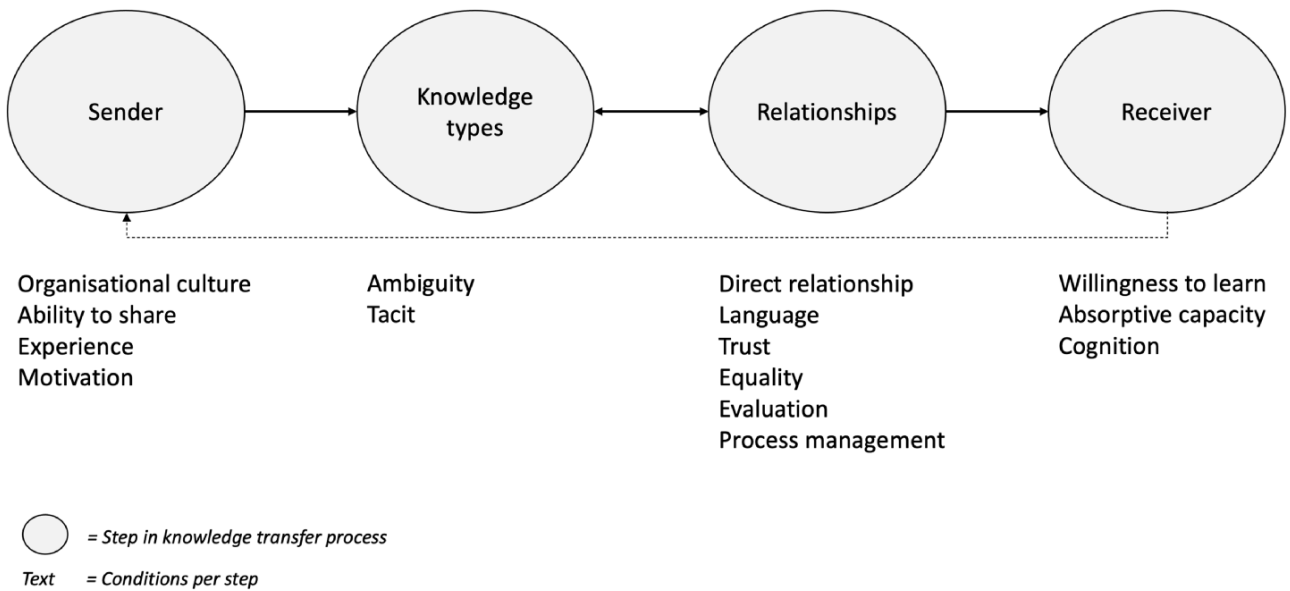 Sender
Knowledge
types
Relationships
Receiver
Organisational culture
Ability to share
Experience
Motivation
Ambiguity
Tacit
Direct relationship
Language
Trust
Equality
Evaluation
Process management
Willingness to learn
Absorptive capacity
Cognition
= Step in knowledge transfer process
Text = Conditions per step